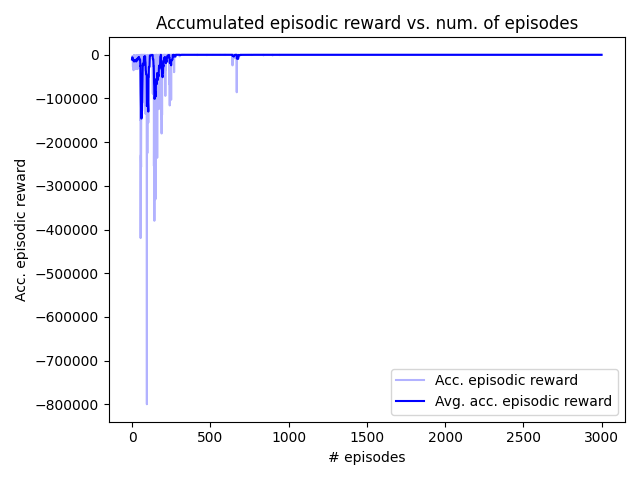 Accumulated episodic reward vs. num. of episodes
Acc. episodic reward
0
−100000
−200000
−300000
−400000
−500000
−600000
−700000
−800000
Acc. episodic reward
Avg. acc. episodic reward
0 500 1000 1500 2000 2500 3000
# episodes